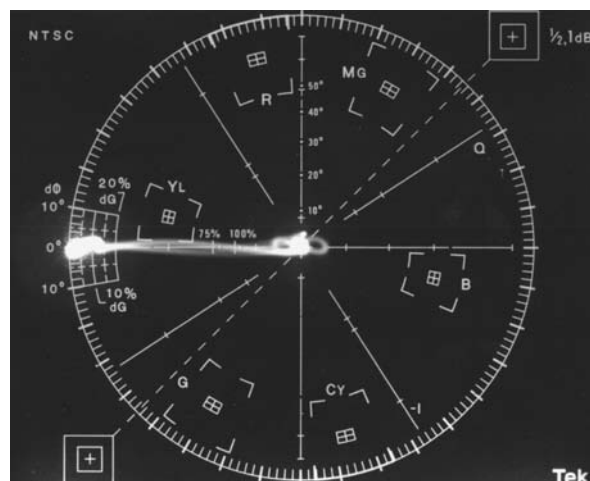 NTSC
½,1dB
50°
MG
R
40°
30°
Q
20°
YL
dΦ
20%
dG
10°
10°
75% 100%
0°
B
10°
10%
dG
G
CY
-I
Tek